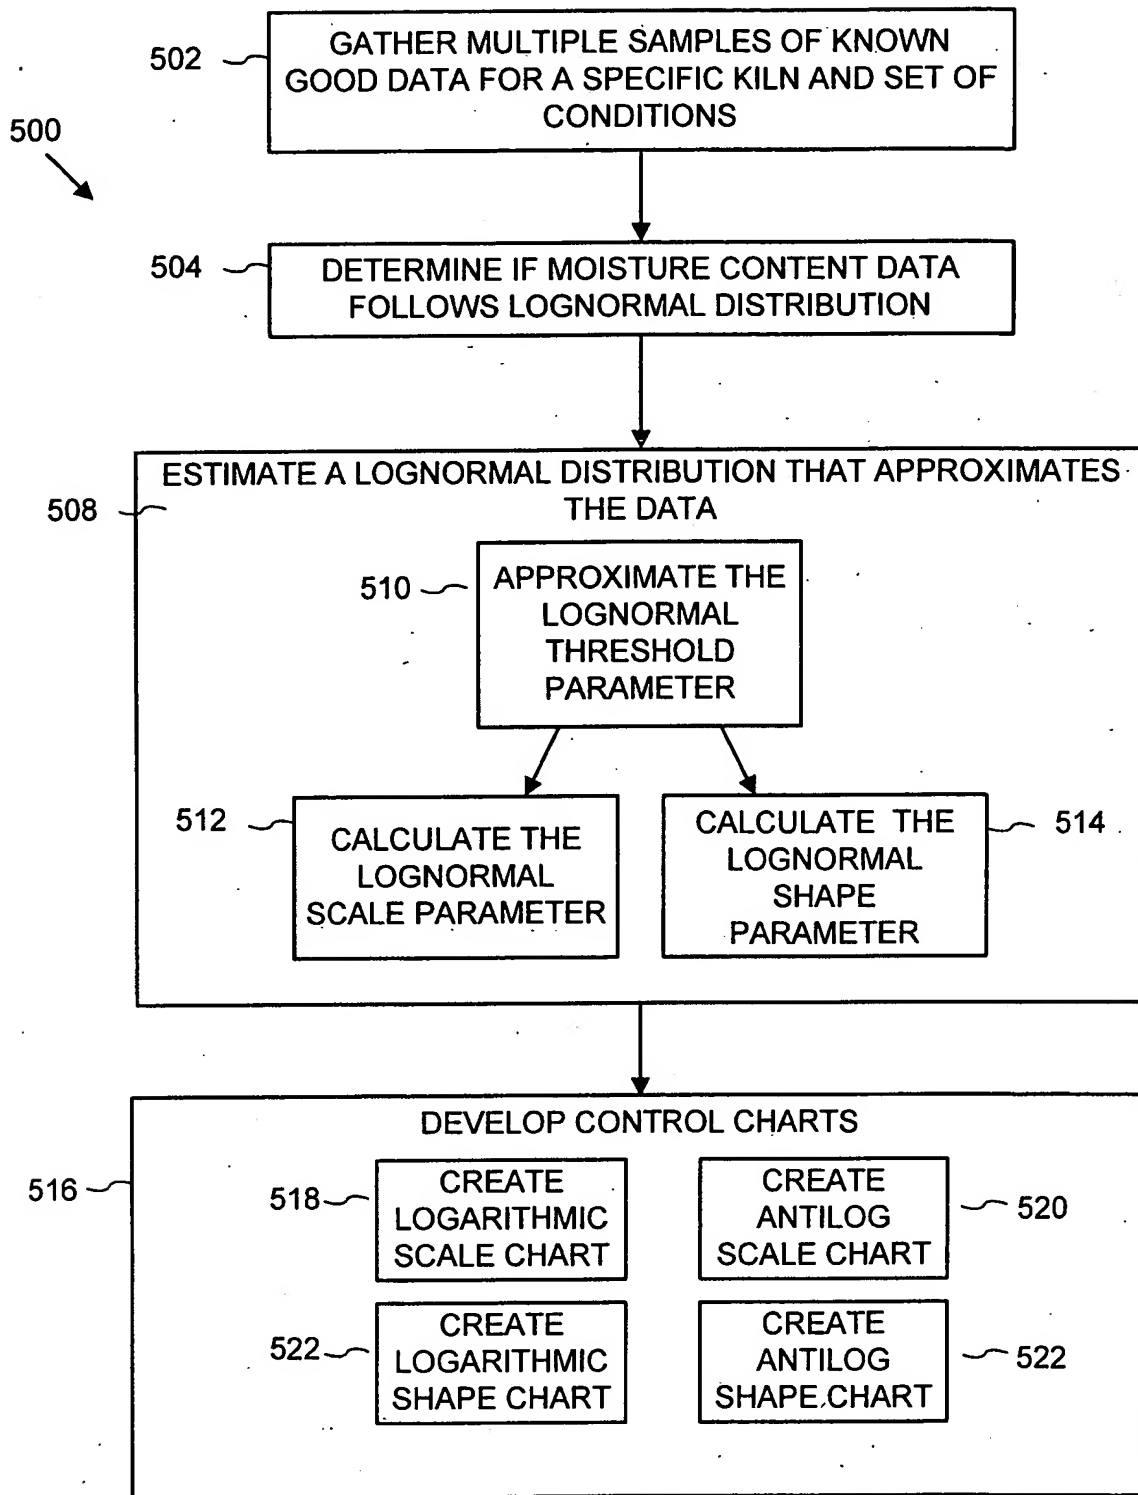 502
GATHER MULTIPLE SAMPLES OF KNOWN
GOOD DATA FOR A SPECIFIC KILN AND SET OF
CONDITIONS
500
504
DETERMINE IF MOISTURE CONTENT DATA
FOLLOWS LOGNORMAL DISTRIBUTION
508
ESTIMATE A LOGNORMAL DISTRIBUTION THAT APPROXIMATES
THE DATA
510
APPROXIMATE THE
LOGNORMAL
THRESHOLD
PARAMETER
512
CALCULATE THE
LOGNORMAL
SCALE PARAMETER
CALCULATE THE
LOGNORMAL
SHAPE
PARAMETER
514
516
DEVELOP CONTROL CHARTS
518
CREATE
LOGARITHMIC
SCALE CHART
CREATE
ANTILOG
SCALE CHART
520
522
CREATE
LOGARITHMIC
SHAPE CHART
CREATE
ANTILOG
SHAPE CHART
522